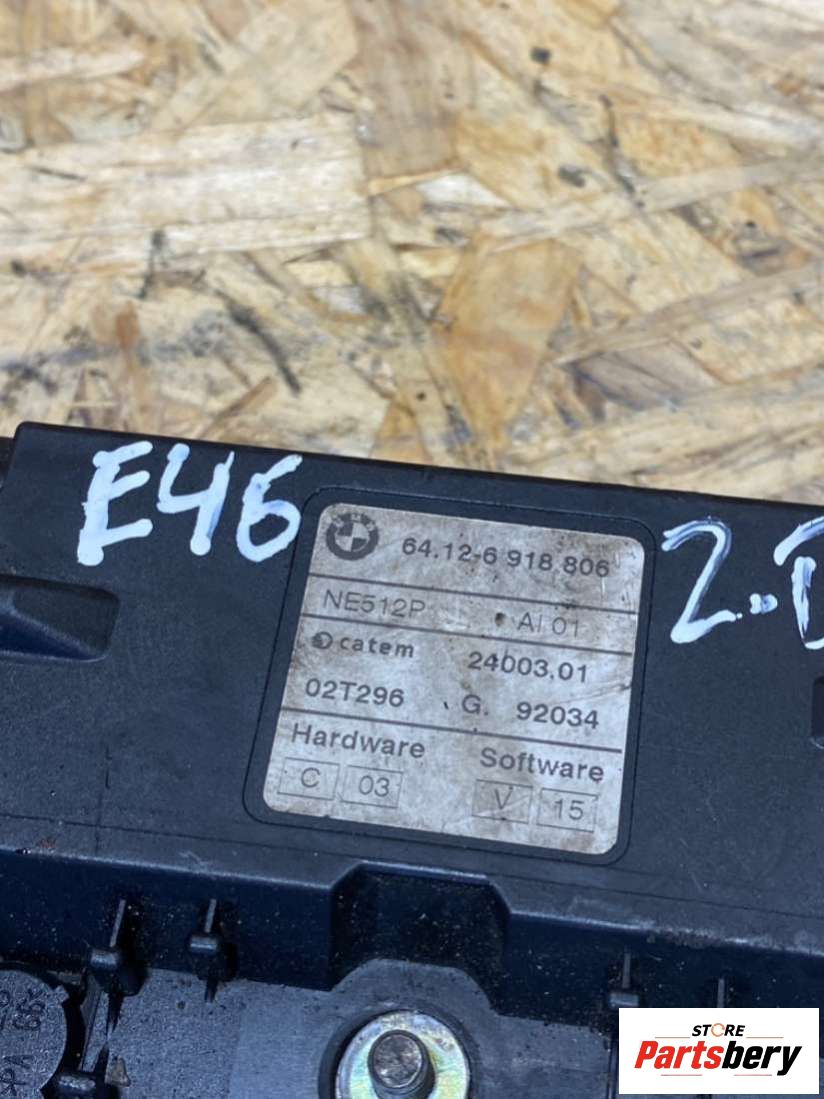 E46
64.12-6 918 806
2.
NE512P AI 01
catem 24003.01
02T296 G. 92034
Hardware Software
C 03 V 15
STORE
Partsbery